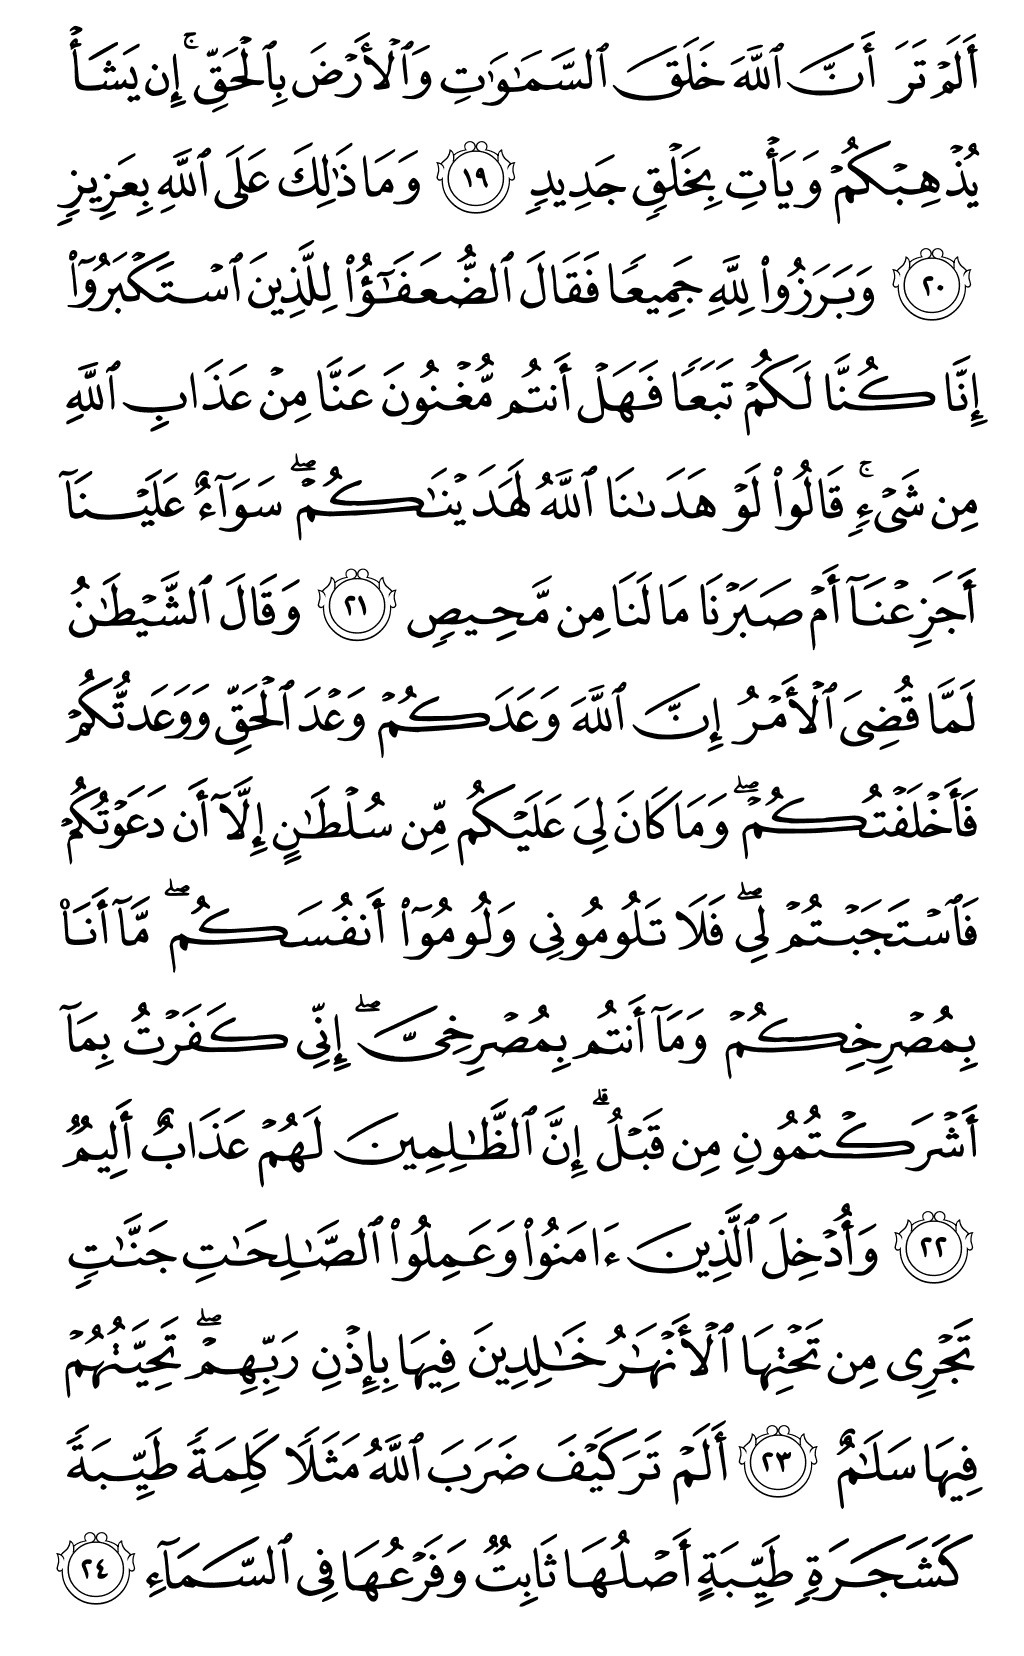 أَلَمۡ تَرَ أَنَّ ٱللَّهَ خَلَقَ ٱلسَّمَٰوَٰتِ وَٱلۡأَرۡضَ بِٱلۡحَقِّۚ إِن يَشَأۡ
يُذۡهِبۡكُمۡ وَيَأۡتِ بِخَلۡقٖ جَدِيدٖ ١٩ وَمَا ذَٰلِكَ عَلَى ٱللَّهِ بِعَزِيزٖ
٢٠ وَبَرَزُواْ لِلَّهِ جَمِيعٗا فَقَالَ ٱلضُّعَفَٰٓؤُاْ لِلَّذِينَ ٱسۡتَكۡبَرُوٓاْ
إِنَّا كُنَّا لَكُمۡ تَبَعٗا فَهَلۡ أَنتُم مُّغۡنُونَ عَنَّا مِنۡ عَذَابِ ٱللَّهِ
مِن شَيۡءٖۚ قَالُواْ لَوۡ هَدَىٰنَا ٱللَّهُ لَهَدَيۡنَٰكُمۡۖ سَوَآءٌ عَلَيۡنَآ
أَجَزِعۡنَآ أَمۡ صَبَرۡنَا مَا لَنَا مِن مَّحِيصٖ ٢١ وَقَالَ ٱلشَّيۡطَٰنُ
لَمَّا قُضِيَ ٱلۡأَمۡرُ إِنَّ ٱللَّهَ وَعَدَكُمۡ وَعۡدَ ٱلۡحَقِّ وَوَعَدتُّكُمۡ
فَأَخۡلَفۡتُكُمۡۖ وَمَا كَانَ لِيَ عَلَيۡكُم مِّن سُلۡطَٰنٍ إِلَّآ أَن دَعَوۡتُكُمۡ
فَٱسۡتَجَبۡتُمۡ لِيۖ فَلَا تَلُومُونِي وَلُومُوٓاْ أَنفُسَكُمۖ مَّآ أَنَا۠
بِمُصۡرِخِكُمۡ وَمَآ أَنتُم بِمُصۡرِخِيَّۖ إِنِّي كَفَرۡتُ بِمَآ
أَشۡرَكۡتُمُونِ مِن قَبۡلُۗ إِنَّ ٱلظَّٰلِمِينَ لَهُمۡ عَذَابٌ أَلِيمٞ
٢٢ وَأُدۡخِلَ ٱلَّذِينَ ءَامَنُواْ وَعَمِلُواْ ٱلصَّٰلِحَٰتِ جَنَّٰتٖ
تَجۡرِي مِن تَحۡتِهَا ٱلۡأَنۡهَٰرُ خَٰلِدِينَ فِيهَا بِإِذۡنِ رَبِّهِمۡۖ تَحِيَّتُهُمۡ
فِيهَا سَلَٰمٌ ٢٣ أَلَمۡ تَرَ كَيۡفَ ضَرَبَ ٱللَّهُ مَثَلٗا كَلِمَةٗ طَيِّبَةٗ
كَشَجَرَةٖ طَيِّبَةٍ أَصۡلُهَا ثَابِتٞ وَفَرۡعُهَا فِي ٱلسَّمَآءِ ٢٤